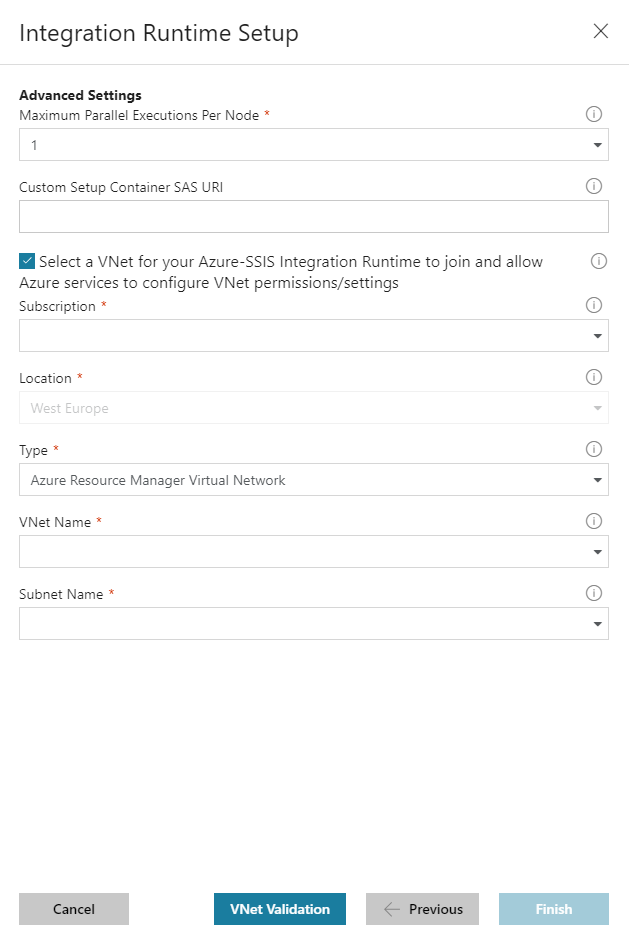 Integration Runtime Setup
Advanced Settings
Maximum Parallel Executions Per Node *
1
Custom Setup Container SAS URI
Select a VNet for your Azure-SSIS Integration Runtime to join and allow
Azure services to configure VNet permissions/settings
Subscription *
Location *
West Europe
Type *
Azure Resource Manager Virtual Network
VNet Name *
Subnet Name *
Cancel
VNet Validation
Previous
Finish